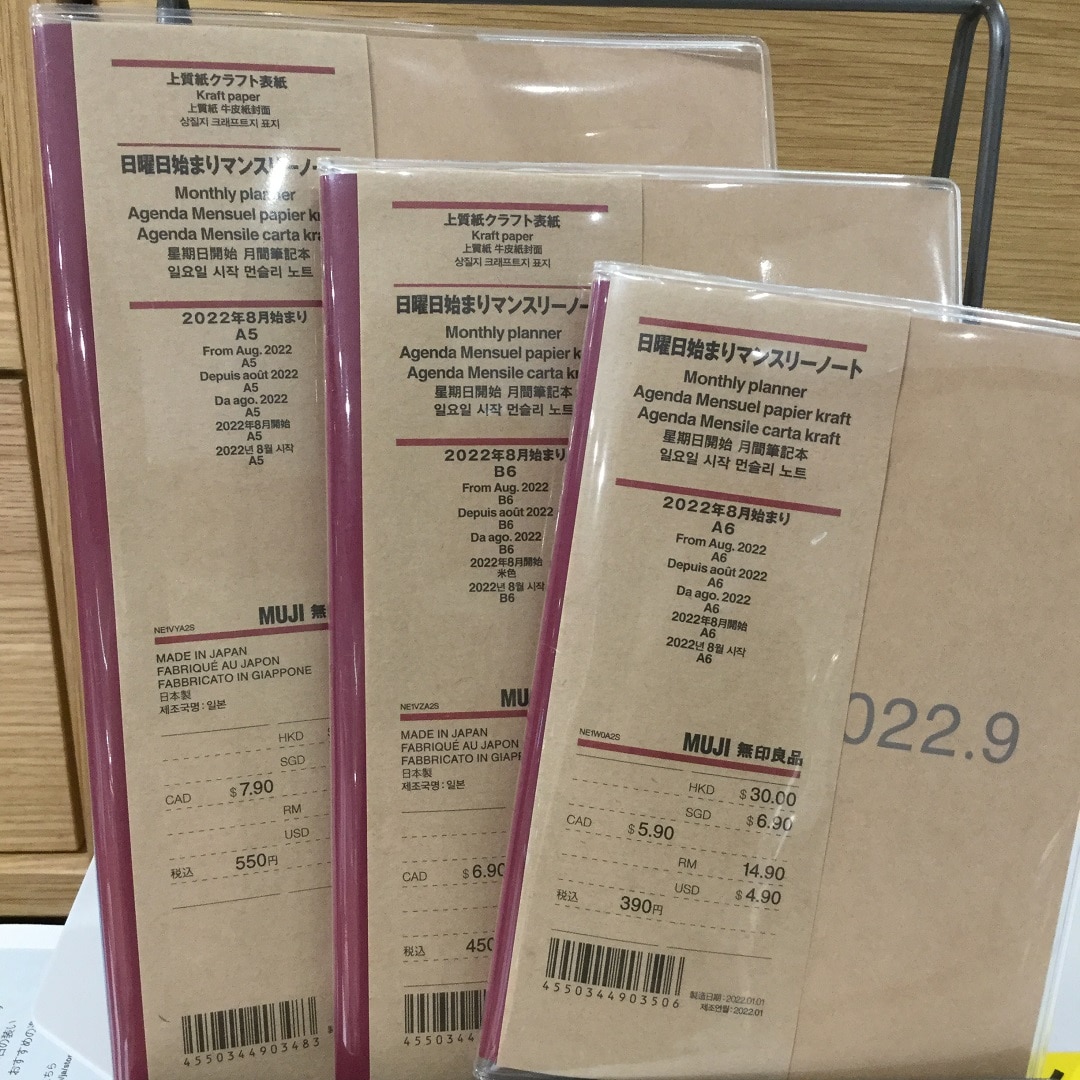 上質紙クラフト表紙
Kraft paper
上質紙 牛皮紙封面
상질지 크래프트지 표지
日曜日始まりマンスリーノー
Monthly planner
Agenda Mensuel papier kr
Agenda Mensile carta kra
星期日開始 月間筆記本
일요일 시작 먼슬리 노트
2022年8月始まり
A5
From Aug. 2022
A5
Depuis août 2022
A5
Da ago. 2022
A5
2022年8月開始
A5
2022년 8월 시작
A5
MUJI 無
NE1VYA2S
MADE IN JAPAN
FABRIQUÉ AU JAPON
FABBRICATO IN GIAPPONE
日本製
제조국명 : 일본
HKD
SGD
CAD $ 7.90
RM
USD
税込 550円
4550344903483
上質紙クラフト表紙
Kraft paper
上質紙 牛皮紙封面
상질지 크래프트지 표지
日曜日始まりマンスリーノー
Monthly planner
Agenda Mensuel papier k
Agenda Mensile carta k
星期日開始 月間筆記本
일요일 시작 먼슬리 노트
2022年8月始まり
B6
From Aug. 2022
B6
Depuis août 2022
B6
Da ago. 2022
B6
2022年8月開始
米色
2022년 8월 시작
B6
MU
NE1VZA2S
MADE IN JAPAN
FABRIQUÉ AU JAPON
FABBRICATO IN GIAPP
日本製
제조국명 : 일본
CAD $ 6.90
税込 450
4550344
日曜日始まりマンスリーノート
Monthly planner
Agenda Mensuel papier kraft
Agenda Mensile carta kraft
星期日開始 月間筆記本
일요일 시작 먼슬리 노트
2022年8月始まり
A6
From Aug. 2022
A6
Depuis août 2022
A6
Da ago. 2022
A6
2022年8月開始
A6
2022년 8월 시작
A6
NE1W0A2S
MUJI 無印良品
HKD $ 30.00
SGD $ 6.90
CAD $ 5.90
RM 14.90
USD $ 4.90
税込 390円
4550344903506
製造日期 : 2022.01.01
제조연월 : 2022.01
022.9